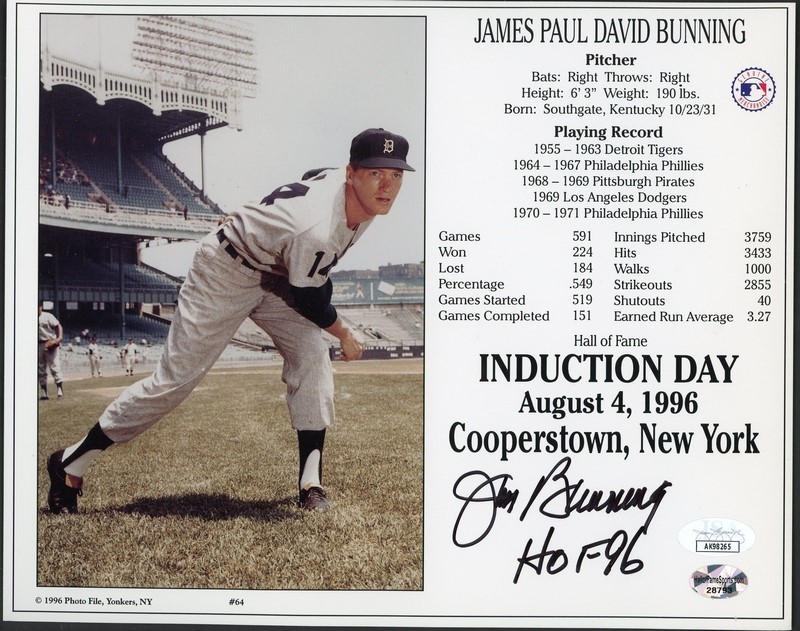 JAMES PAUL DAVID BUNNING
Pitcher
Bats: Right Throws: Right
Height: 6' 3" Weight: 190 lbs.
Born: Southgate, Kentucky 10/23/31
GENUINE MERCHANDISE
Playing Record
1955 – 1963 Detroit Tigers
1964 – 1967 Philadelphia Phillies
1968 – 1969 Pittsburgh Pirates
1969 Los Angeles Dodgers
1970 – 1971 Philadelphia Phillies
Games 591 Innings Pitched 3759
Won 224 Hits 3433
Lost 184 Walks 1000
Percentage .549 Strikeouts 2855
Games Started 519 Shutouts 40
Games Completed 151 Earned Run Average 3.27
Hall of Fame
INDUCTION DAY
August 4, 1996
Cooperstown, New York
Jim Bunning
HOF 96
AK98265
HallofFameSports.com
28793
D
14
© 1996 Photo File, Yonkers, NY #64